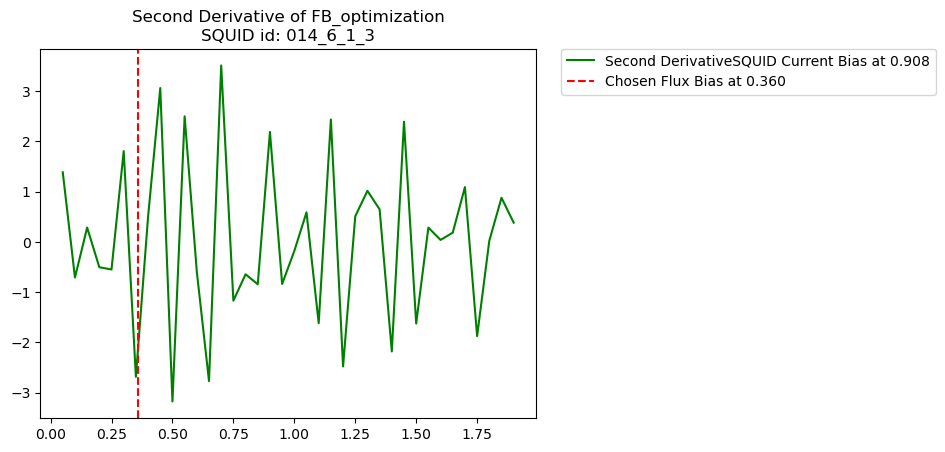 Second Derivative of FB_optimization
SQUID id: 014_6_1_3
Second DerivativeSQUID Current Bias at 0.908
Chosen Flux Bias at 0.360
3
2
1
0
−1
−2
−3
0.00 0.25 0.50 0.75 1.00 1.25 1.50 1.75